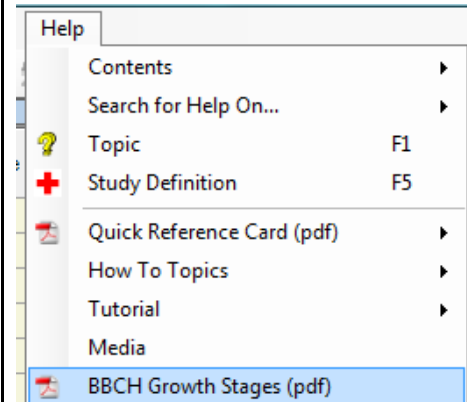 Help
Contents
Search for Help On...
Topic F1
Study Definition F5
Quick Reference Card (pdf)
How To Topics
Tutorial
Media
BBCH Growth Stages (pdf)